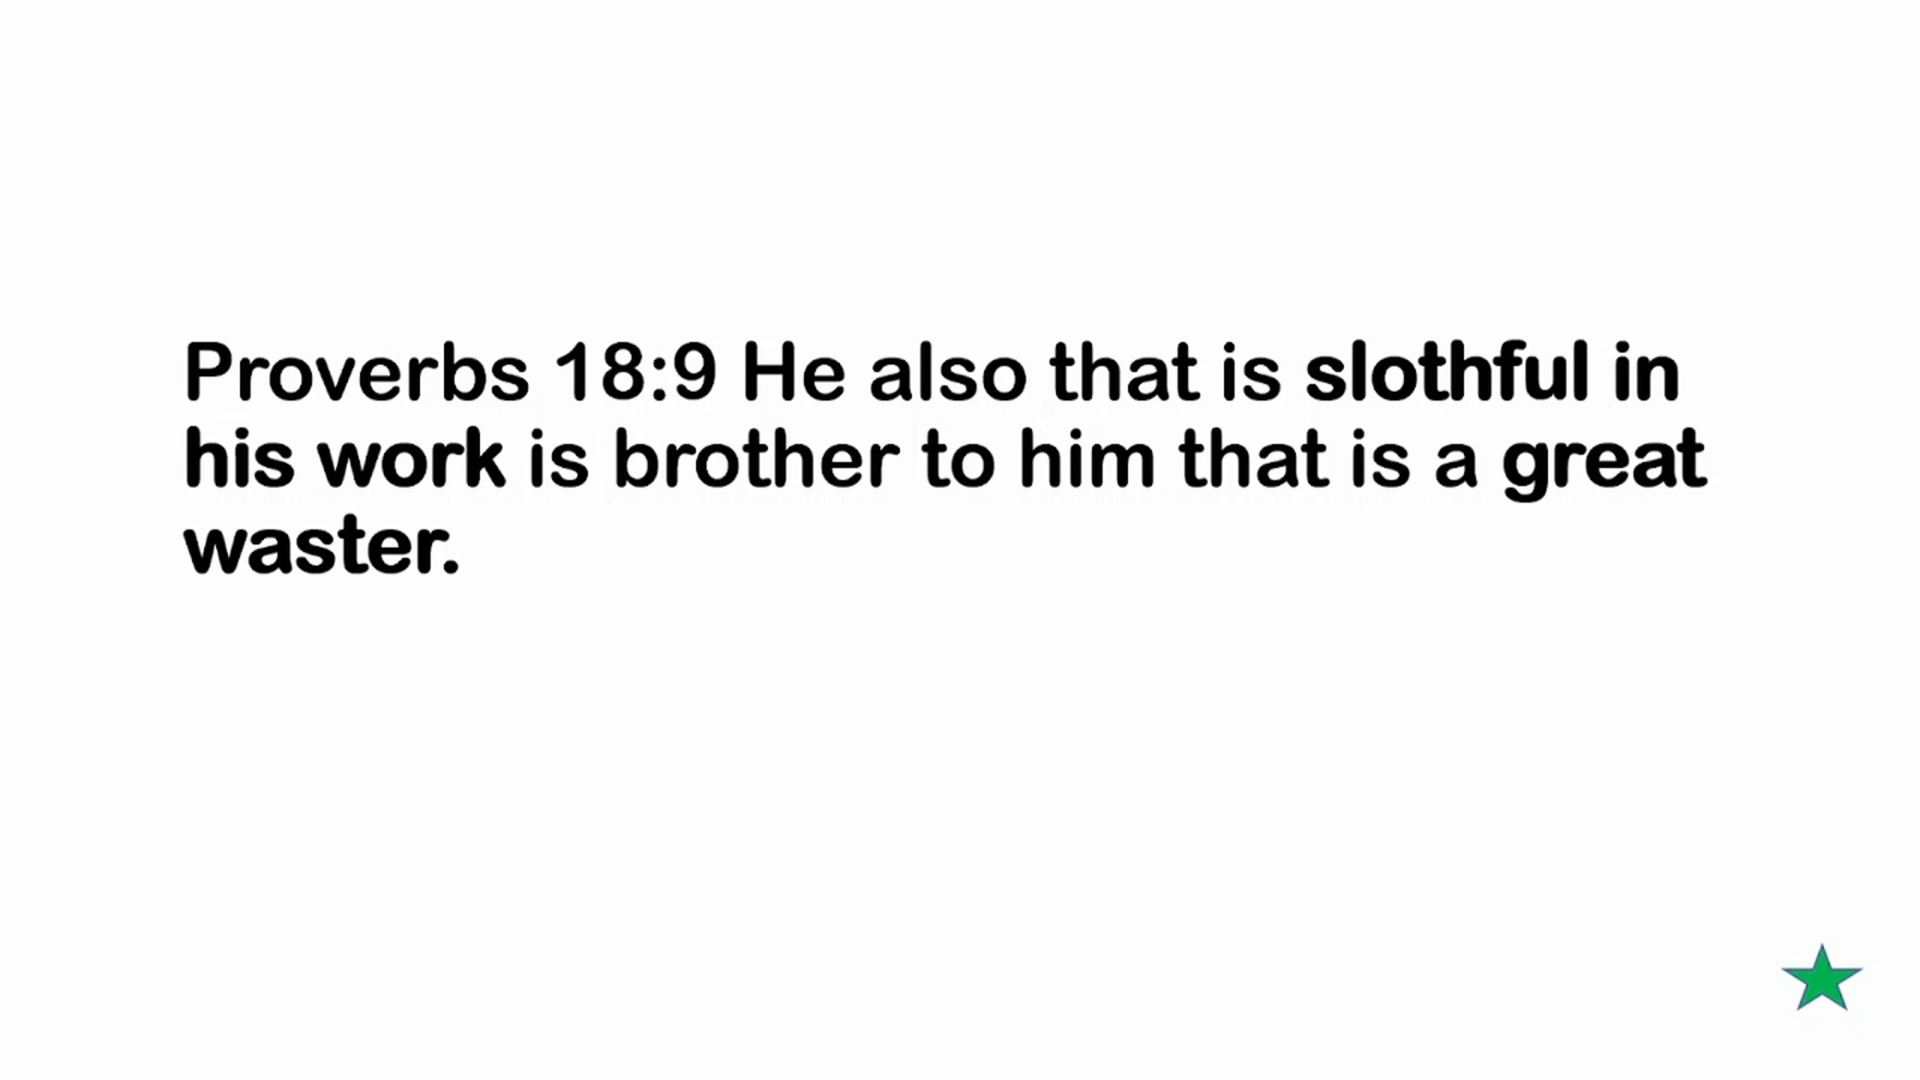 Proverbs 18:9 He also that is slothful in
his work is brother to him that is a great
waster.